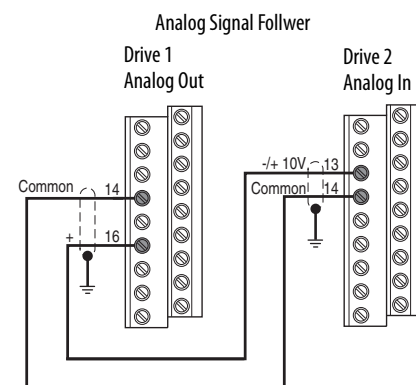 Analog Signal Follwer
Drive 1
Analog Out
Drive 2
Analog In
-/+ 10V 13
Common 14
Common 14
+ 16